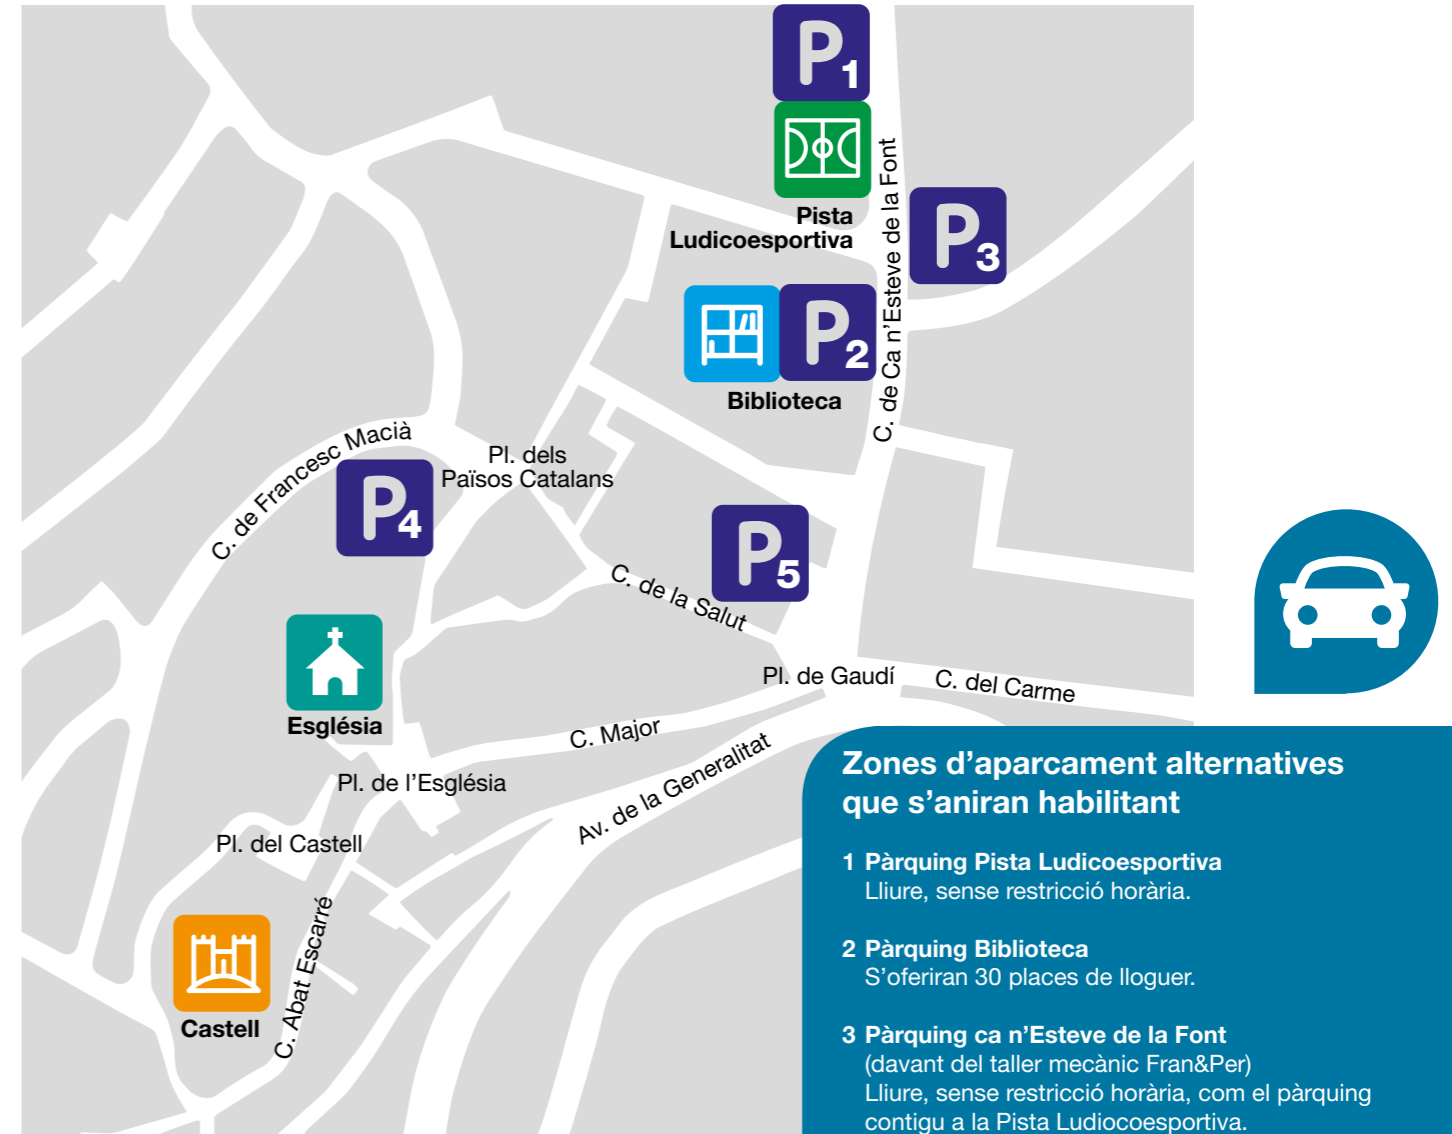 P1
Pista
Ludicoesportiva
C. de Ca n'Esteve de la Font
P3
P2
Biblioteca
C. de Francesc Macià
Pl. dels
Països Catalans
P4
P5
C. de la Salut
Església
Pl. de Gaudí
C. del Carme
C. Major
Av. de la Generalitat
Pl. de l'Església
Pl. del Castell
C. Abat Escarré
Castell
Zones d'aparcament alternatives
que s'aniran habilitant
1 Pàrquing Pista Ludicoesportiva
Lliure, sense restricció horària.
2 Pàrquing Biblioteca
S'oferiran 30 places de lloguer.
3 Pàrquing ca n'Esteve de la Font
(davant del taller mecànic Fran&Per)
Lliure, sense restricció horària, com el pàrquing
contigu a la Pista Ludiocoesportiva.